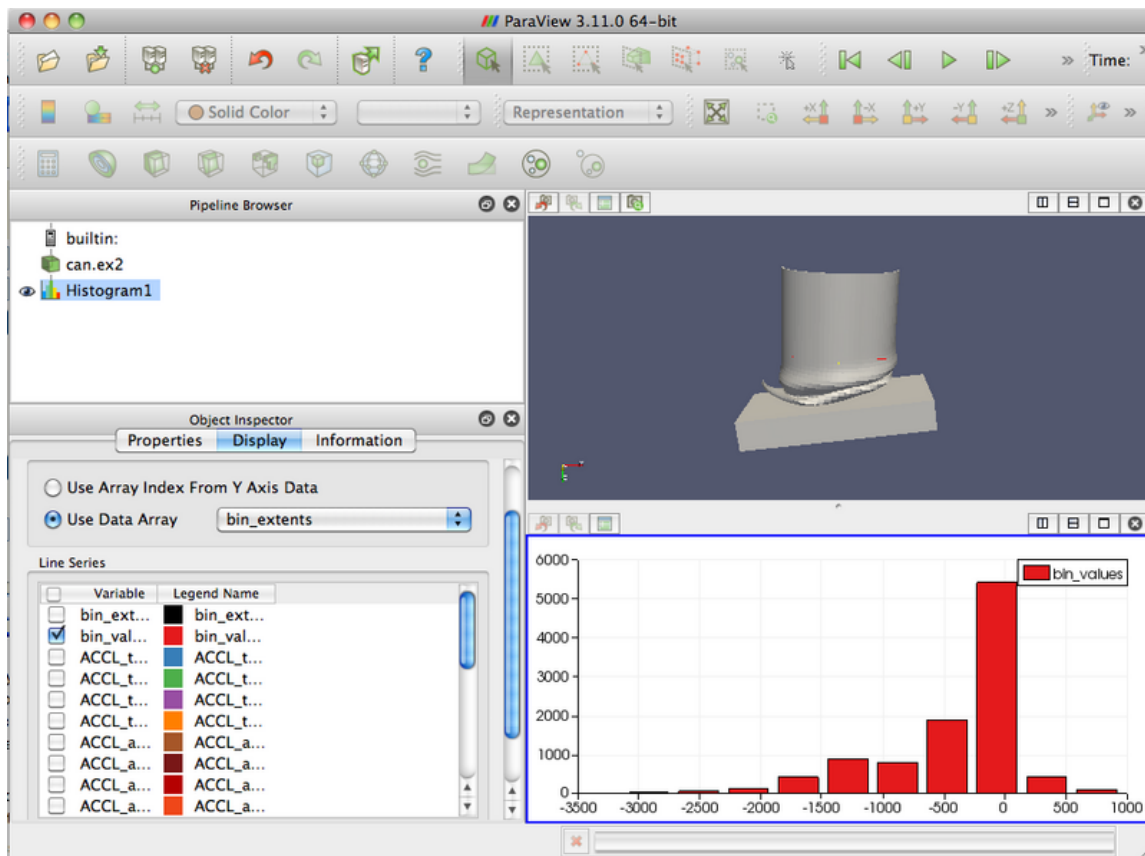 ParaView 3.11.0 64-bit
Time:
Solid Color
Representation
+X
-X
+Y
-Y
+Z
Pipeline Browser
builtin:
can.ex2
Histogram1
Object Inspector
Properties Display Information
Use Array Index From Y Axis Data
Use Data Array bin_extents
Line Series
Variable Legend Name
bin_ext... bin_ext...
bin_val... bin_val...
ACCL_t... ACCL_t...
ACCL_t... ACCL_t...
ACCL_t... ACCL_t...
ACCL_t... ACCL_t...
ACCL_a... ACCL_a...
ACCL_a... ACCL_a...
ACCL_a... ACCL_a...
ACCL_a... ACCL_a...
bin_values
6000
5000
4000
3000
2000
1000
0
-3500 -3000 -2500 -2000 -1500 -1000 -500 0 500 1000